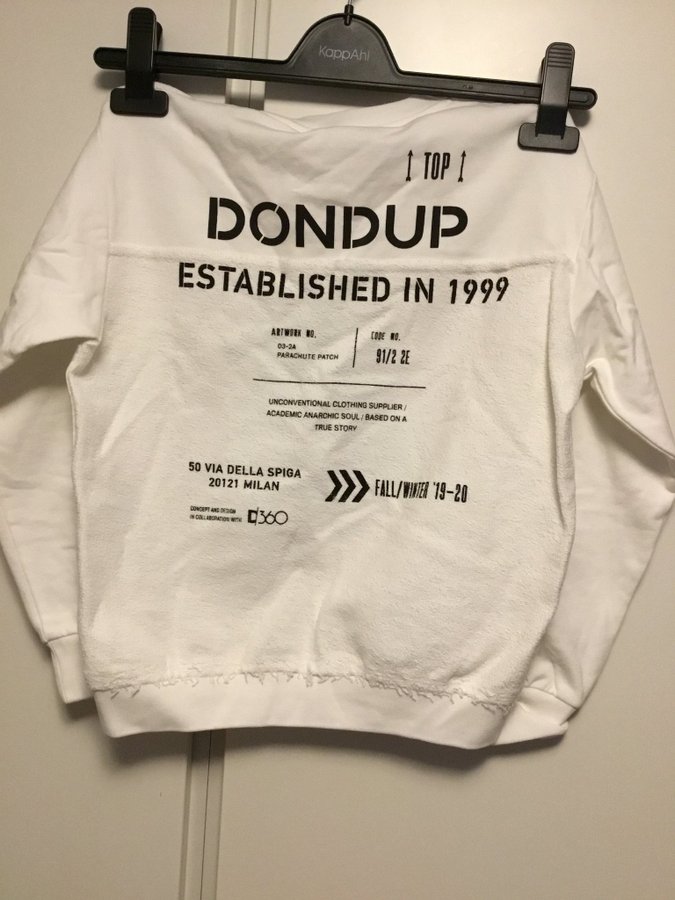 KappAhl
↑ TOP ↑
DONDUP
ESTABLISHED IN 1999
ARTWORK NO.
03-2A
PARACHUTE PATCH
CODE NO.
91/2 2E
UNCONVENTIONAL CLOTHING SUPPLIER /
ACADEMIC ANARCHIC SOUL / BASED ON A
TRUE STORY
50 VIA DELLA SPIGA
20121 MILAN
FALL/WINTER '19-20
CONCEPT AND DESIGN
IN COLLABORATION WITH
D/360